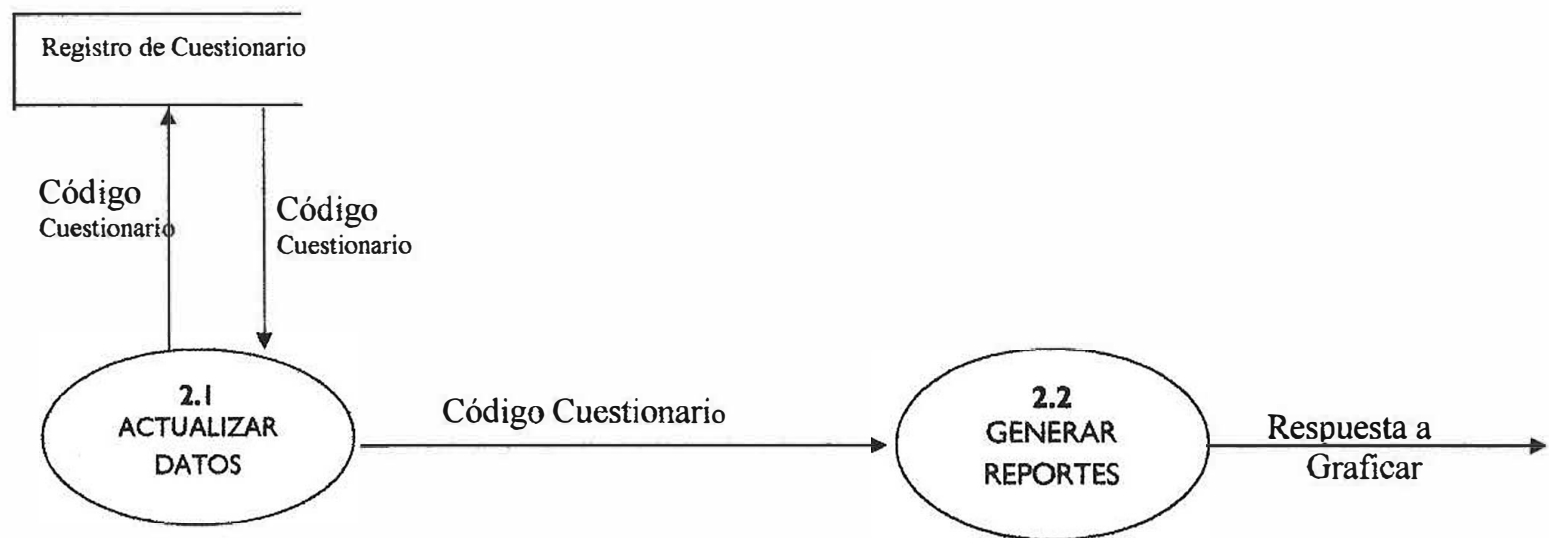 Registro de Cuestionario
Código
Cuestionario
Código
Cuestionario
2.1
ACTUALIZAR
DATOS
Código Cuestionario
2.2
GENERAR
REPORTES
Respuesta a
Graficar